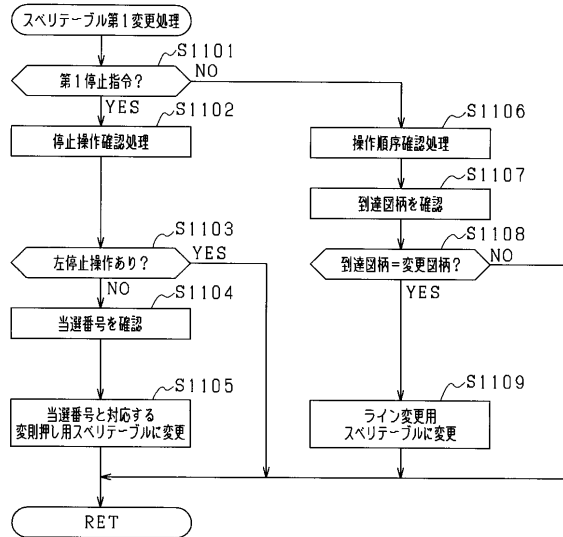 スベリテーブル第1変更処理
S1101
第1停止指令?
NO
YES
S1102
停止操作確認処理
S1103
左停止操作あり?
YES
NO
S1104
当選番号を確認
S1105
当選番号と対応する
変則押し用スベリテーブルに変更
S1106
操作順序確認処理
S1107
到達図柄を確認
S1108
到達図柄=変更図柄?
NO
YES
S1109
ライン変更用
スベリテーブルに変更
RET